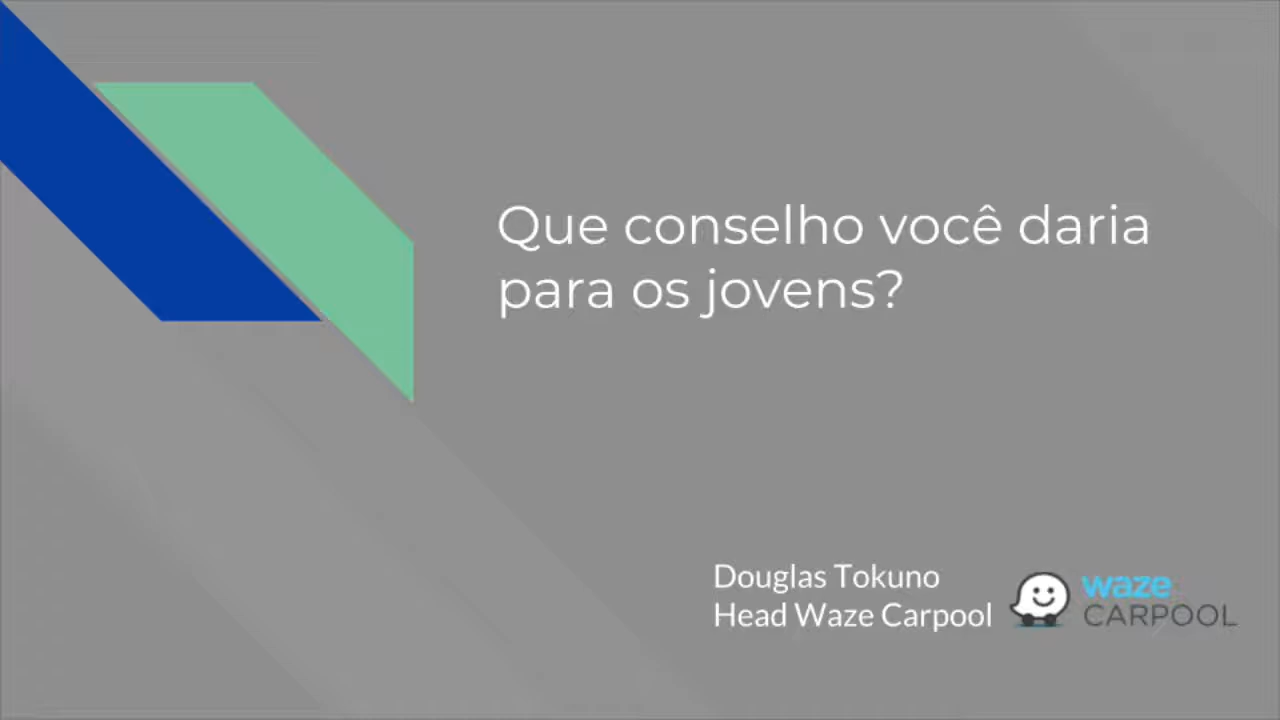 Que conselho você daria
para os jovens?
Douglas Tokuno
Head Waze Carpool
waze
CARPOOL